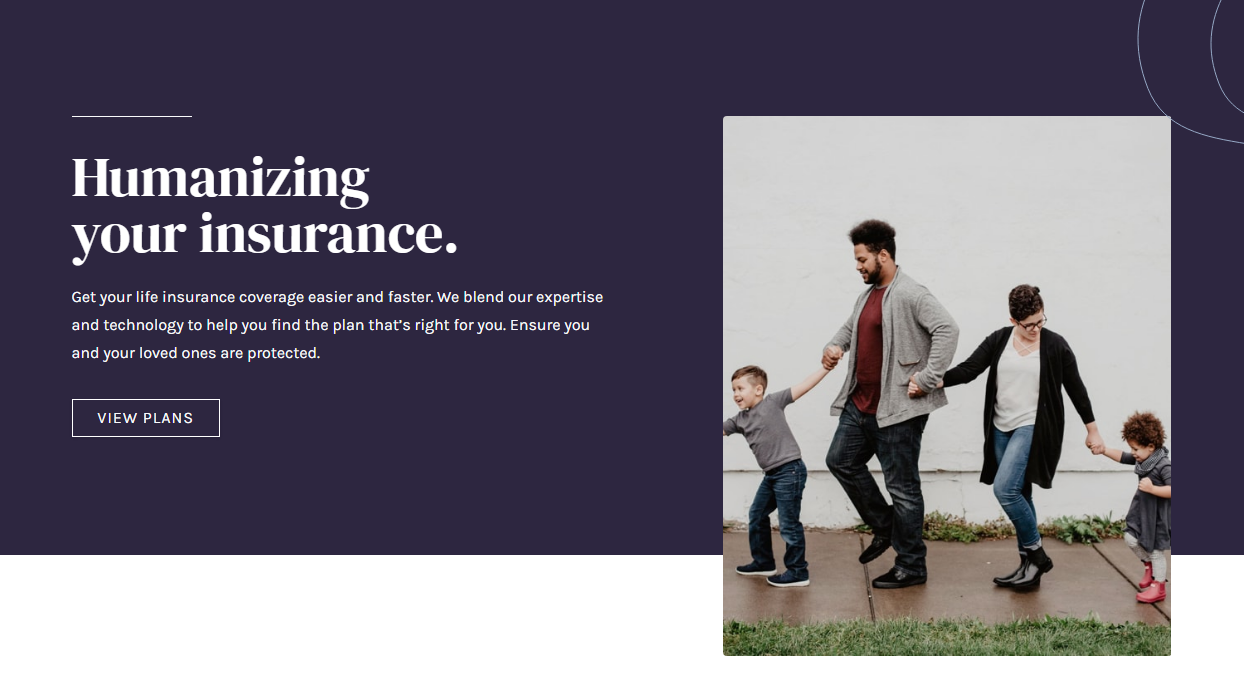 Humanizing
your insurance.
Get your life insurance coverage easier and faster. We blend our expertise
and technology to help you find the plan that’s right for you. Ensure you
and your loved ones are protected.
VIEW PLANS